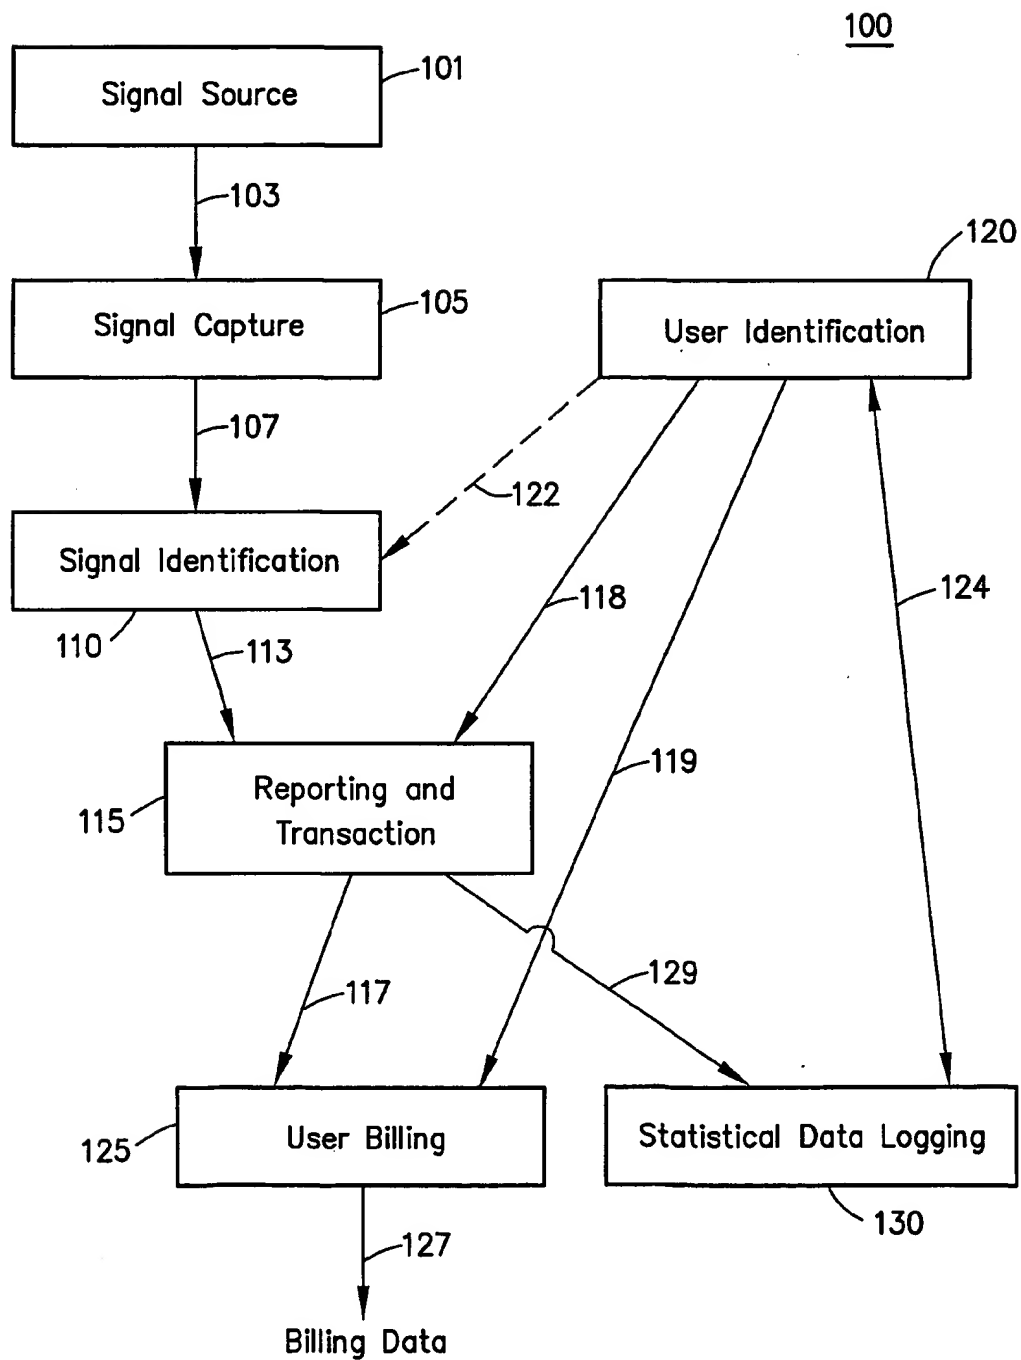 100
Signal Source
101
103
120
Signal Capture
105
User Identification
107
122
Signal Identification
118
124
110
113
119
Reporting and
Transaction
115
129
117
User Billing
125
Statistical Data Logging
130
127
Billing Data